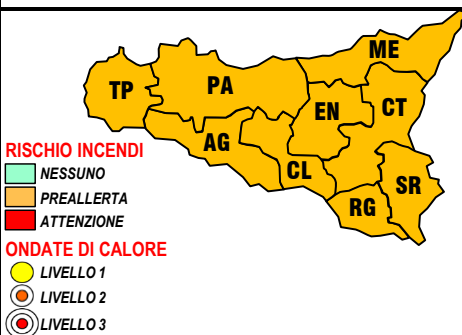 ME
PA
TP
EN
CT
AG
CL
SR
RG
RISCHIO INCENDI
NESSUNO
PREALLERTA
ATTENZIONE
ONDATE DI CALORE
LIVELLO 1
LIVELLO 2
LIVELLO 3